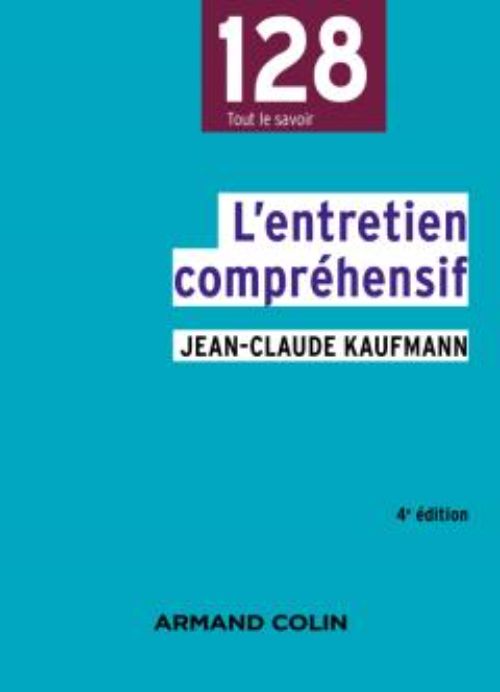 128
Tout le savoir
L'entretien
compréhensif
JEAN-CLAUDE KAUFMANN
4e édition
ARMAND COLIN